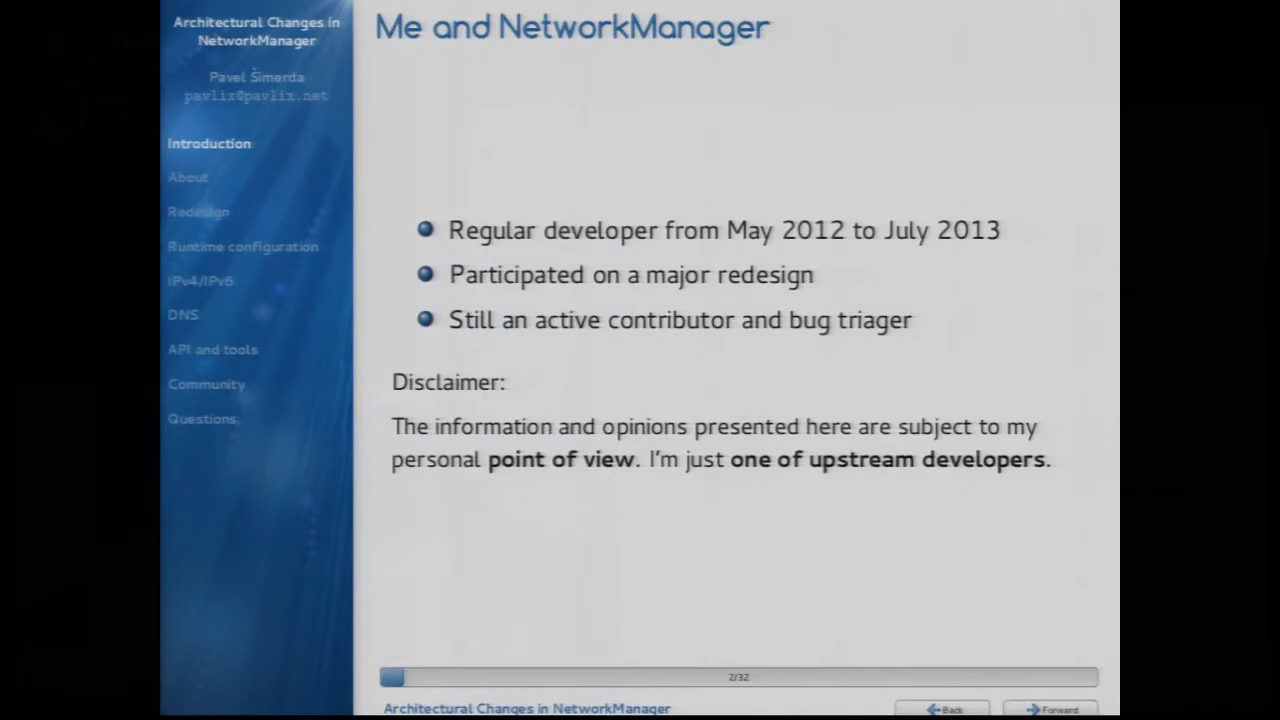 Architectural Changes in
NetworkManager
Pavel Šimerda
pavlix@pavlix.net
Introduction
About
Redesign
Runtime configuration
IPv4/IPv6
DNS
API and tools
Community
Questions
Me and NetworkManager
Regular developer from May 2012 to July 2013
Participated on a major redesign
Still an active contributor and bug triager
Disclaimer:
The information and opinions presented here are subject to my
personal point of view. I'm just one of upstream developers.
2/32
Architectural Changes in NetworkManager
Back
Forward